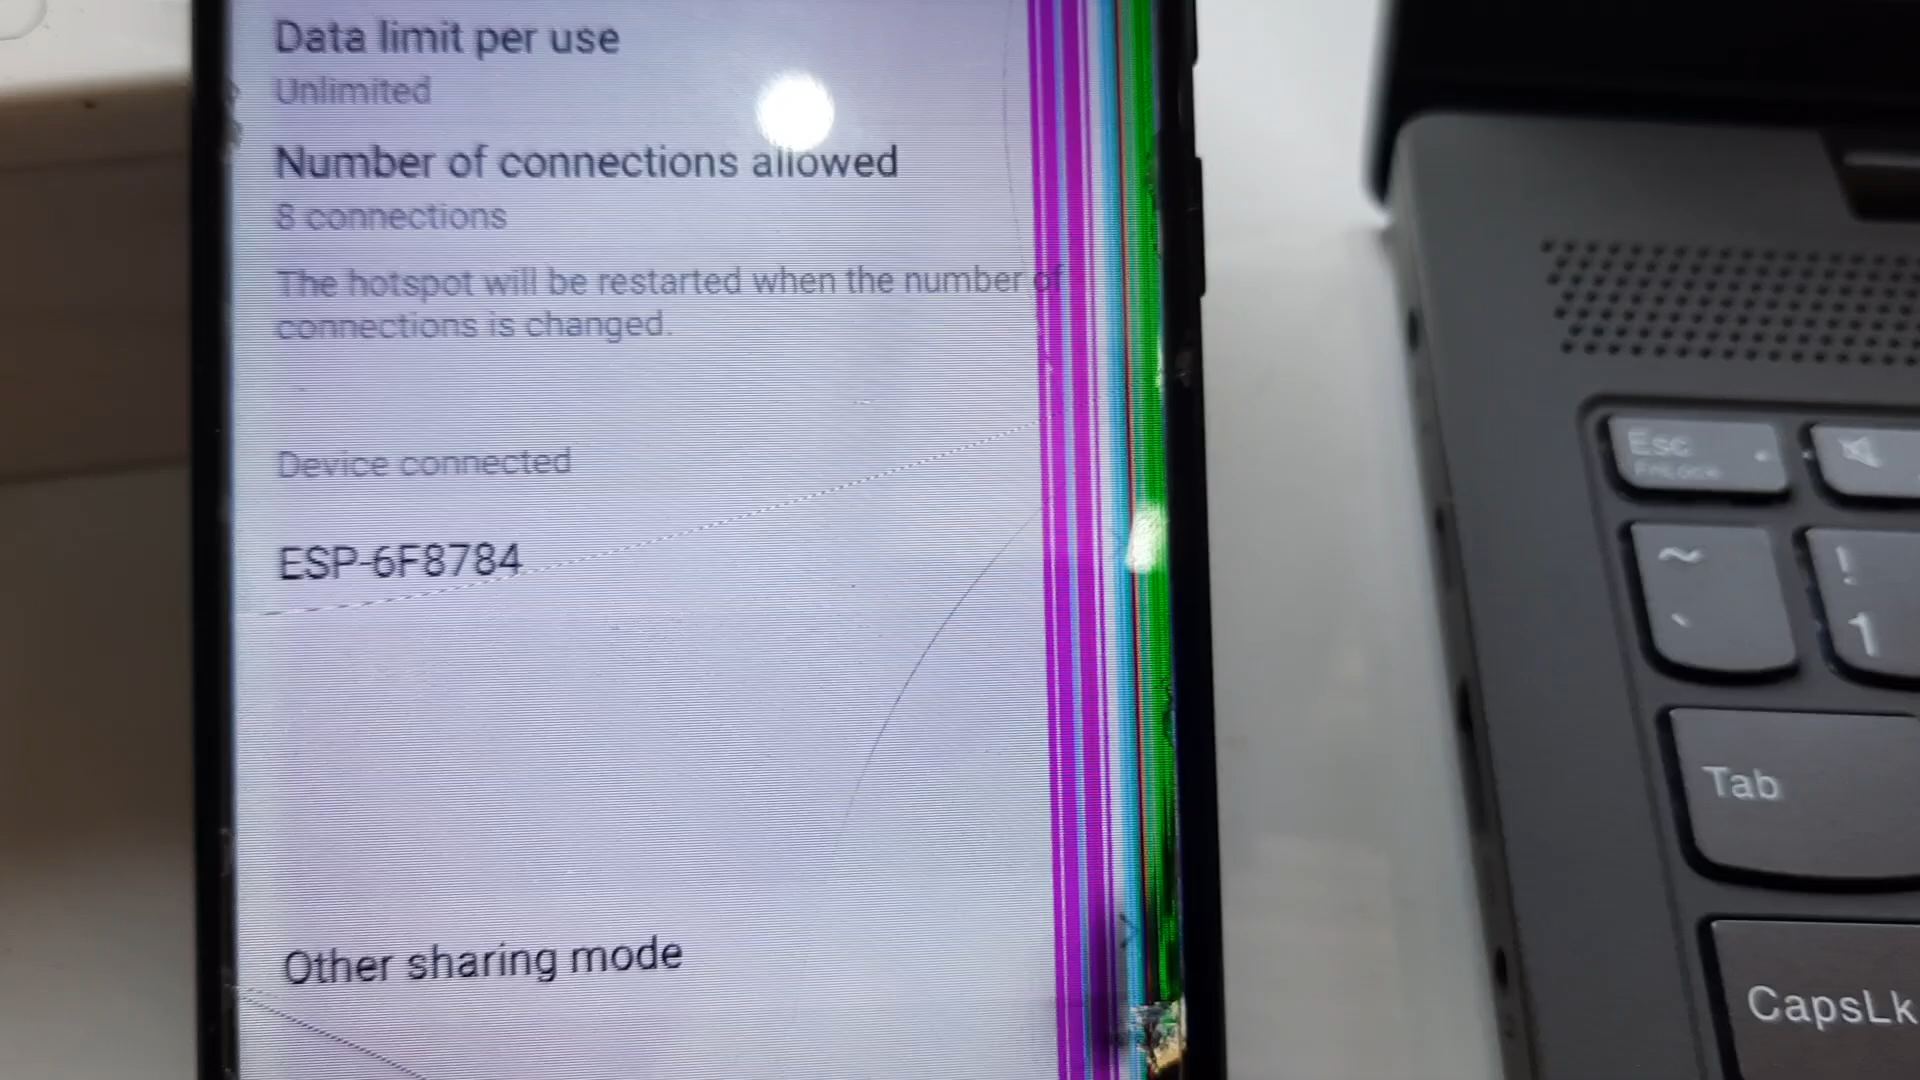 Data limit per use
Unlimited
Number of connections allowed
8 connections
The hotspot will be restarted when the number of
connections is changed.
Device connected
ESP-6F8784
Other sharing mode
Esc
FnLock
~
`
!
1
Tab
CapsLk